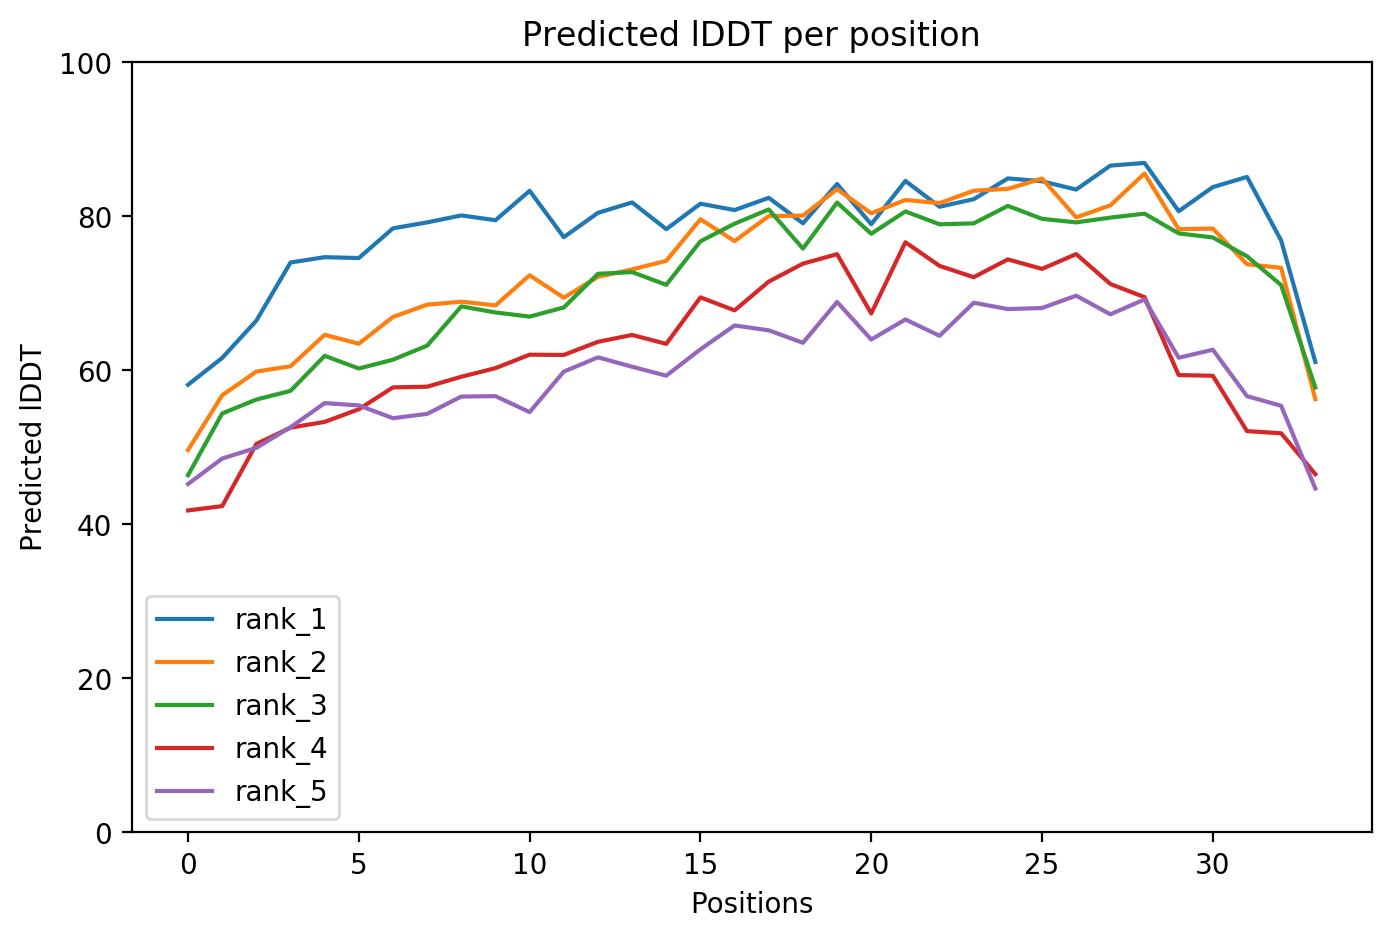 Predicted lDDT per position
100
80
60
40
20
0
Predicted lDDT
rank_1
rank_2
rank_3
rank_4
rank_5
0 5 10 15 20 25 30
Positions